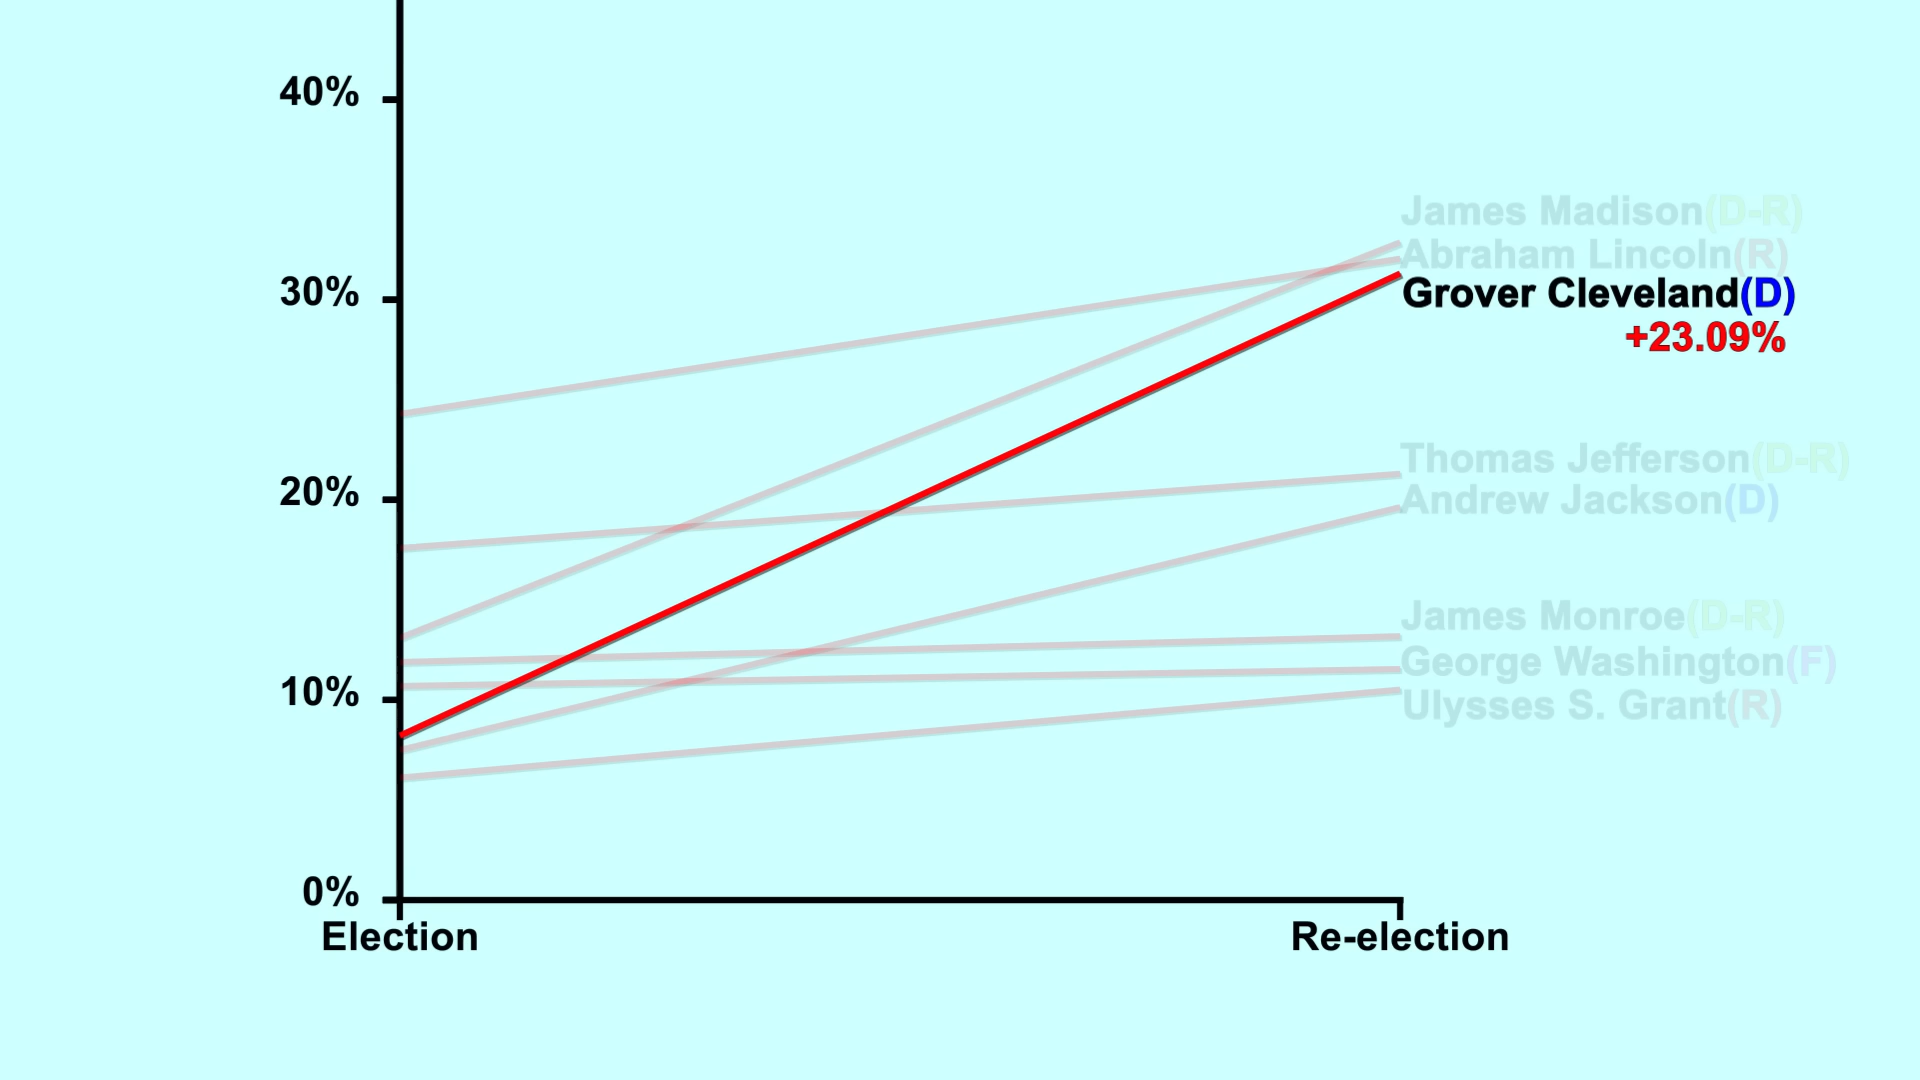 40%
James Madison(D-R)
Abraham Lincoln(R)
30%
Grover Cleveland(D)
+23.09%
Thomas Jefferson(D-R)
20%
Andrew Jackson(D)
James Monroe(D-R)
George Washington(F)
10%
Ulysses S. Grant(R)
0%
Election
Re-election